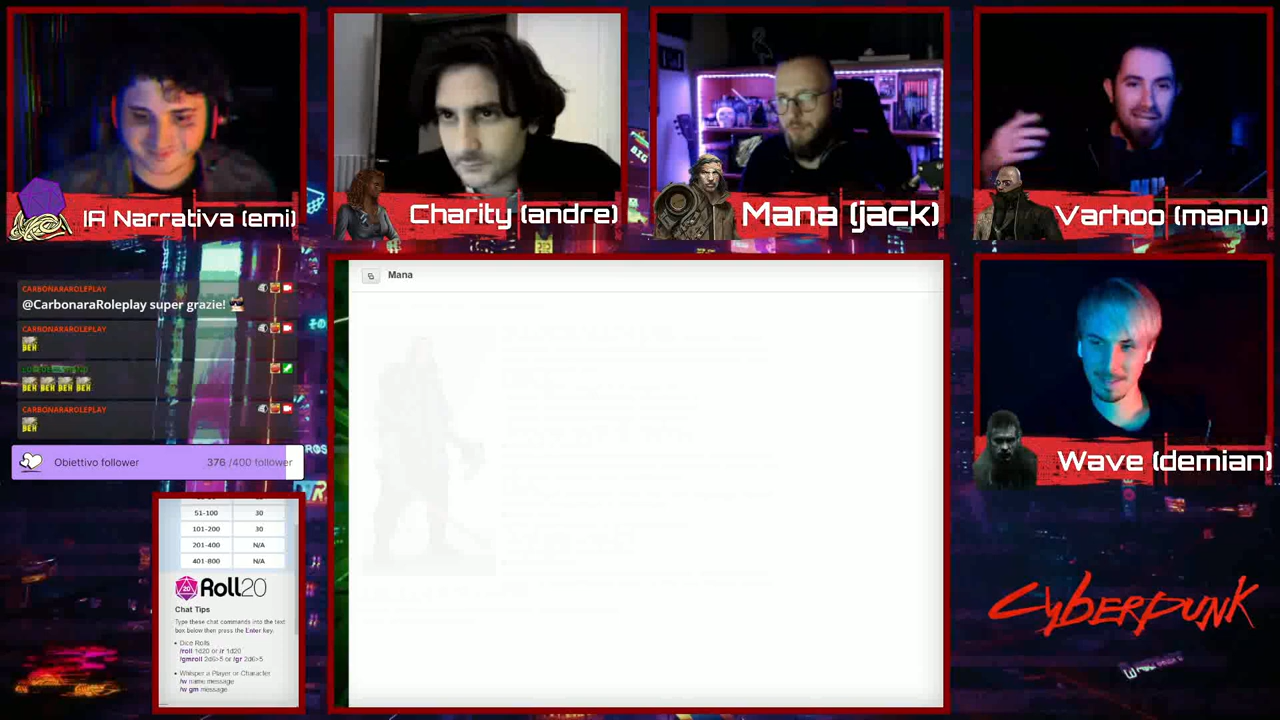 IA Narrativa (emi)
Charity (andre)
Mana (jack)
Varhoo (manu)
CARBONARAROLEPLAY
@CarbonaraRoleplay super grazie!
CARBONARAROLEPLAY
BEH
BEH BEH BEH BEH
CARBONARAROLEPLAY
BEH
Obiettivo follower 376 /400 follower
Mana
Wave (demian)
51-100 30
101-200 30
201-400 N/A
401-800 N/A
Roll20
Chat Tips
Type these chat commands into the text
box below then press the Enter key.
• Dice Rolls
/roll 1d20 or /r 1d20
/gmroll 2d6>5 or /gr 2d6>5
• Whisper a Player or Character
/w name message
/w gm message
CYBERPUNK